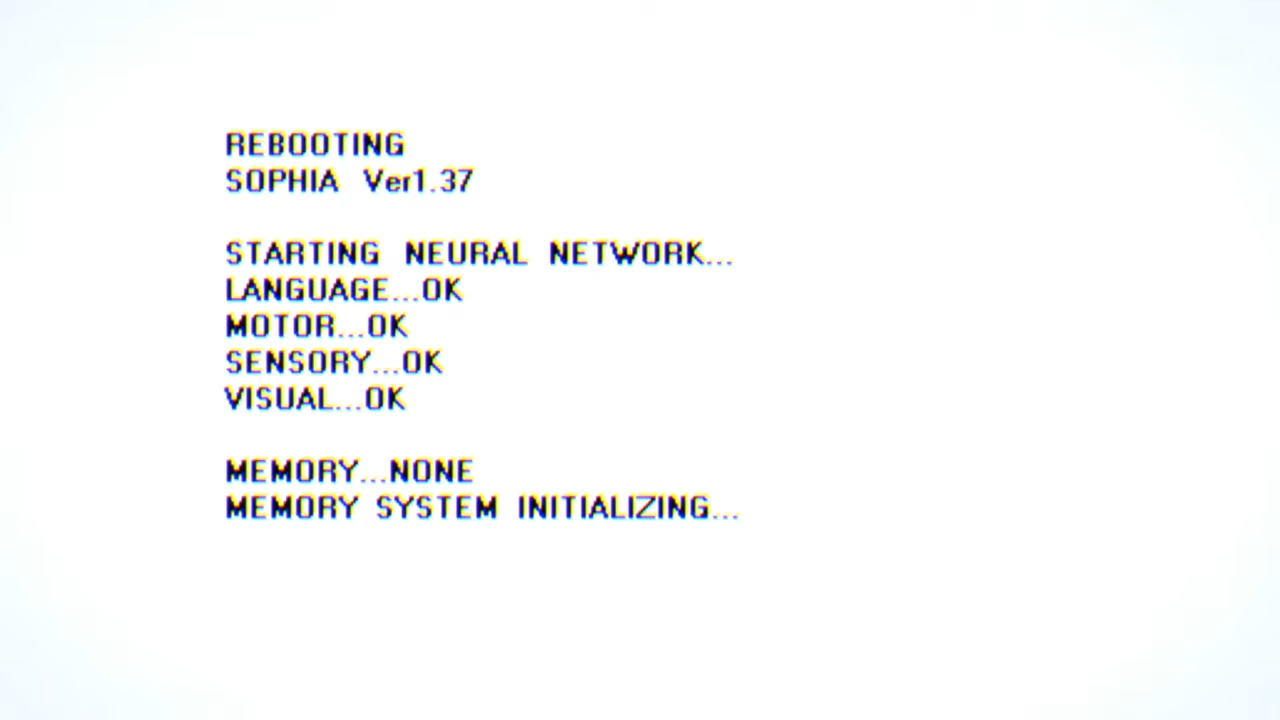 REBOOTING
SOPHIA Ver1.37
STARTING NEURAL NETWORK...
LANGUAGE...OK
MOTOR...OK
SENSORY...OK
VISUAL...OK
MEMORY...NONE
MEMORY SYSTEM INITIALIZING...